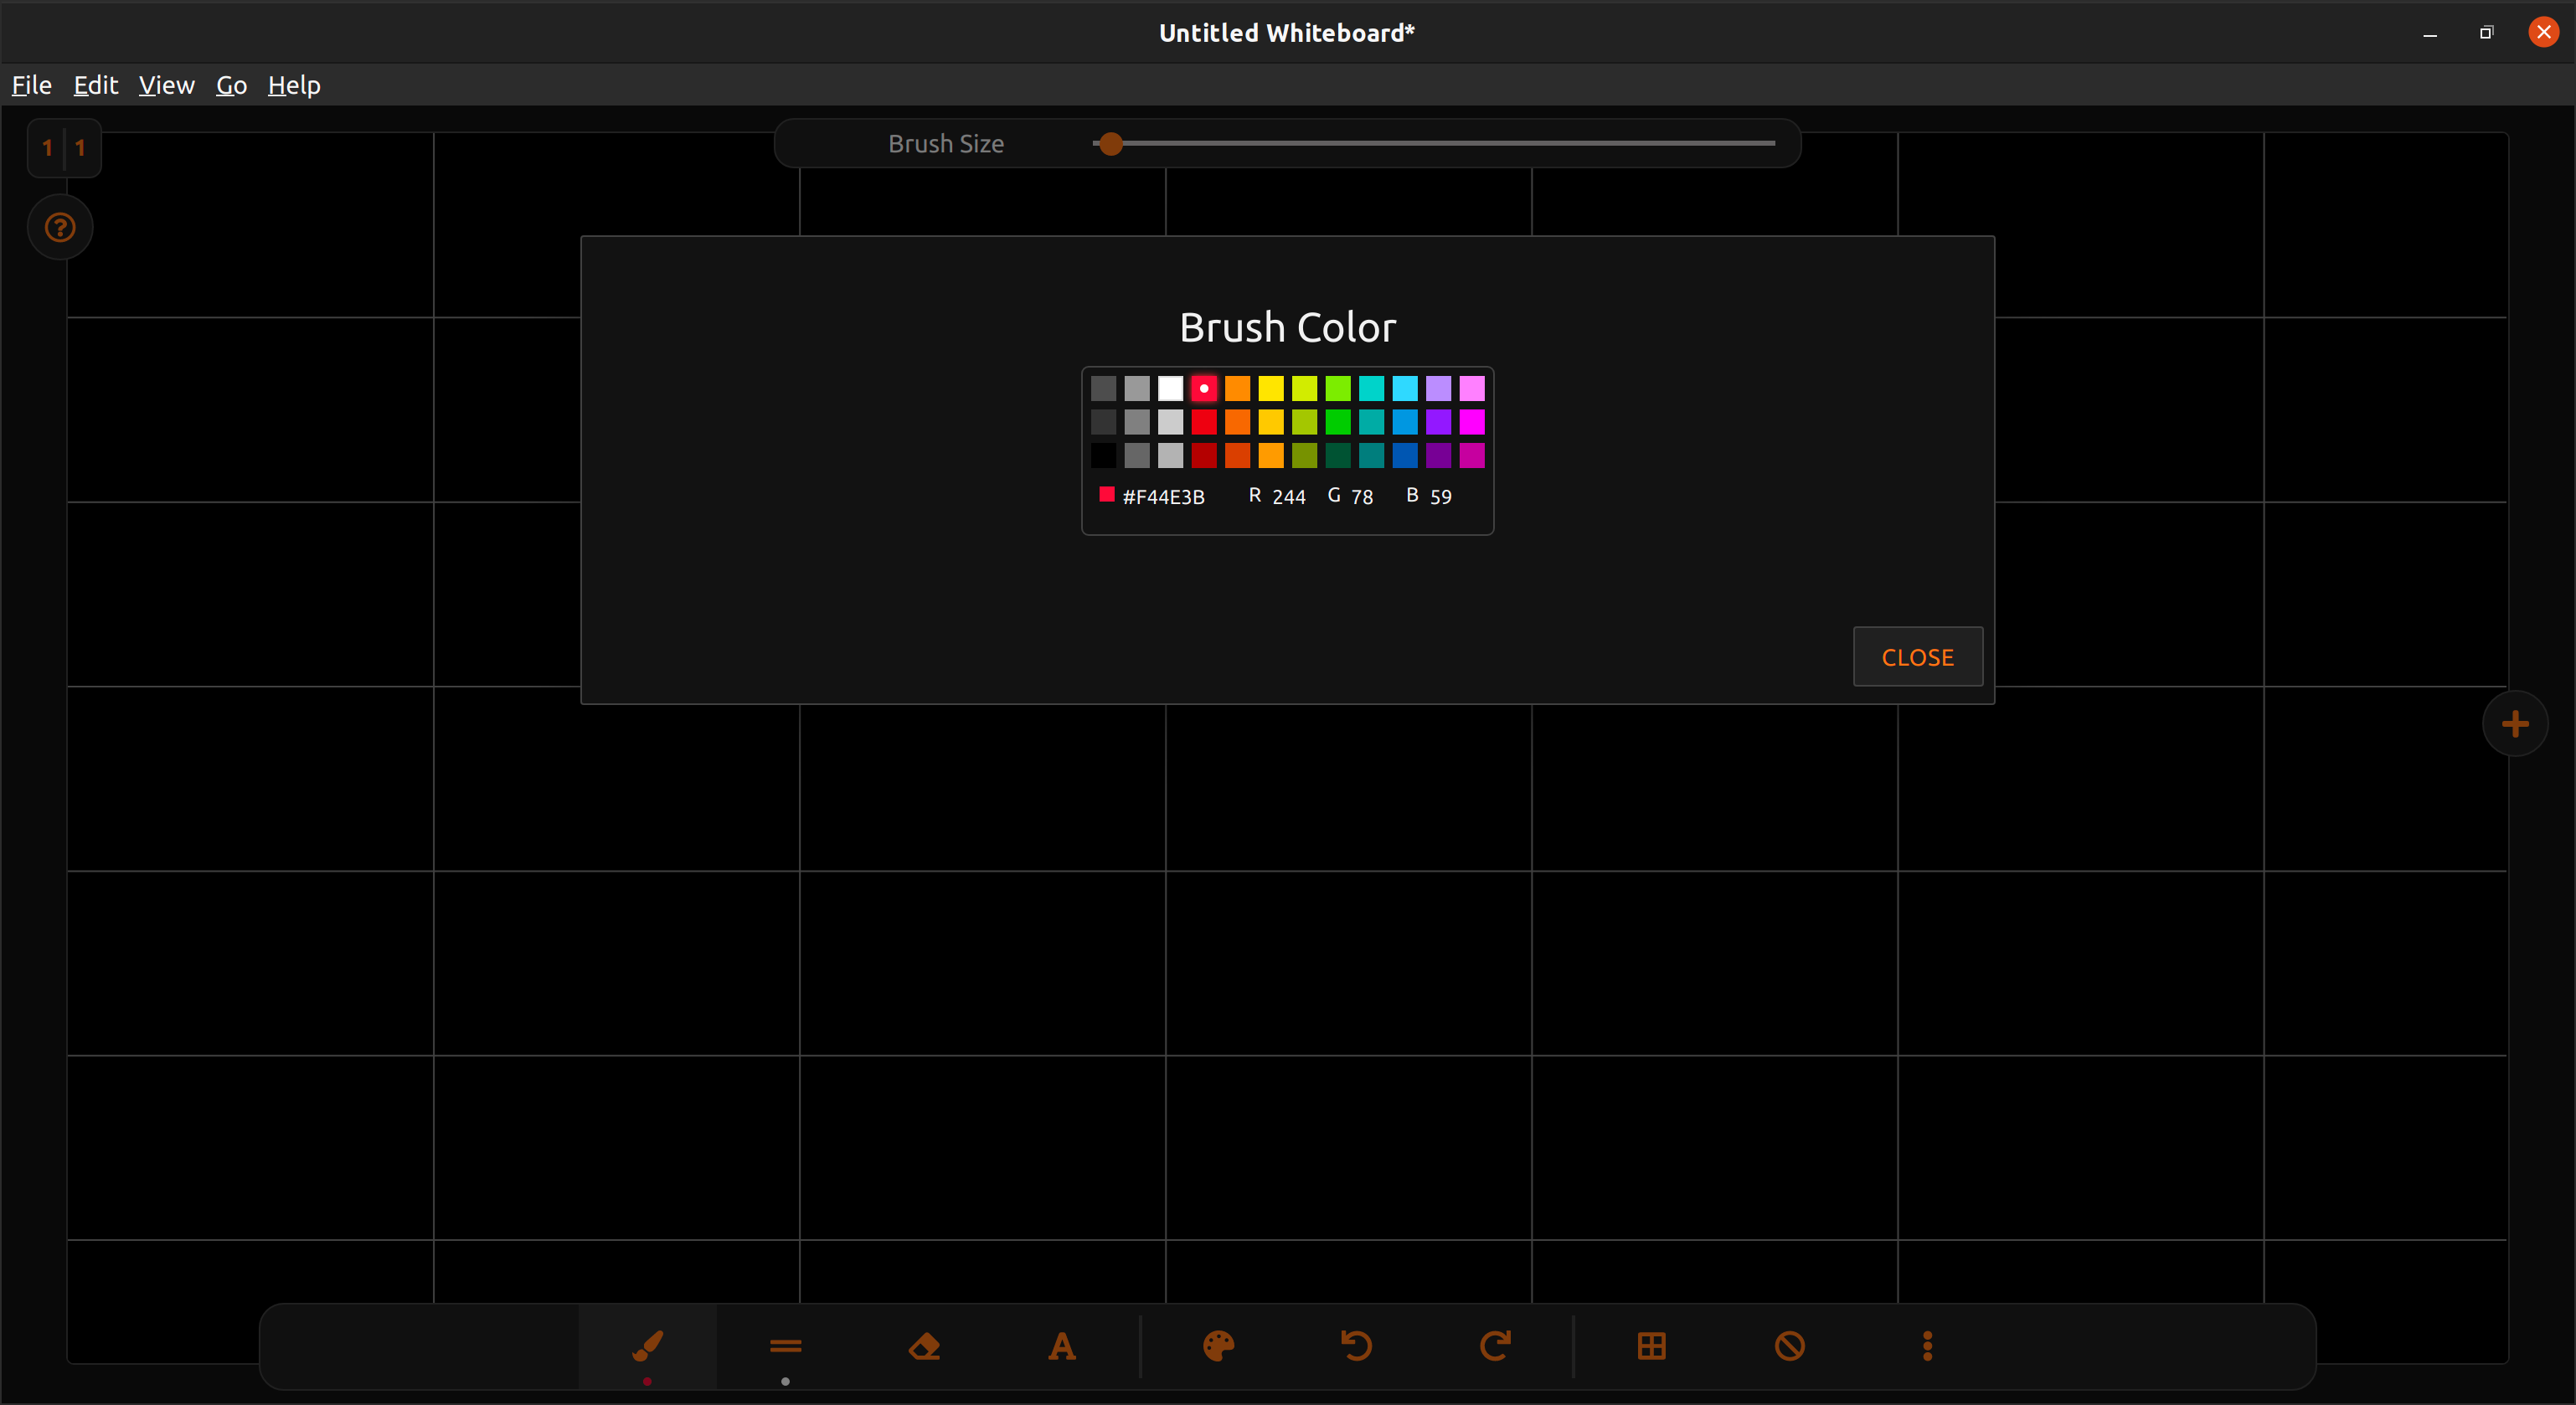 Untitled Whiteboard*
File Edit View Go Help
1 1
Brush Size
?
Brush Color
#F44E3B R 244 G 78 B 59
CLOSE
A